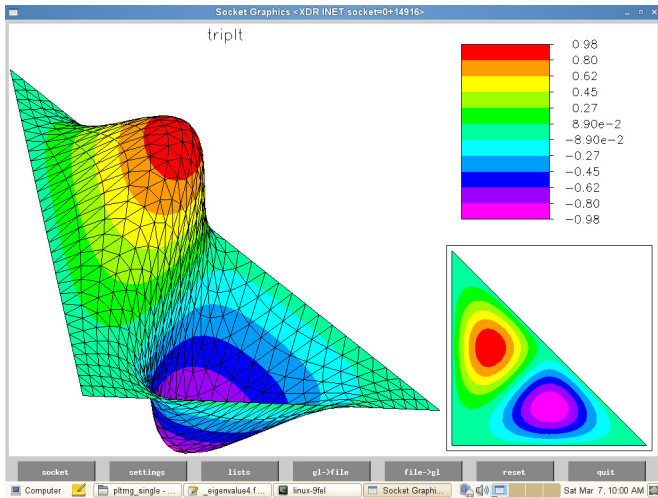 Socket Graphics <XDR INET socket=0+14916>
triplt
0.98
0.80
0.62
0.45
0.27
8.90e-2
-8.90e-2
-0.27
-0.45
-0.62
-0.80
-0.98
socket settings lists gl->file file->gl reset quit
Computer pltmg_single - ... _eigenvalue4.f... linux-9fel Socket Graphi... Sat Mar 7, 10:00 AM